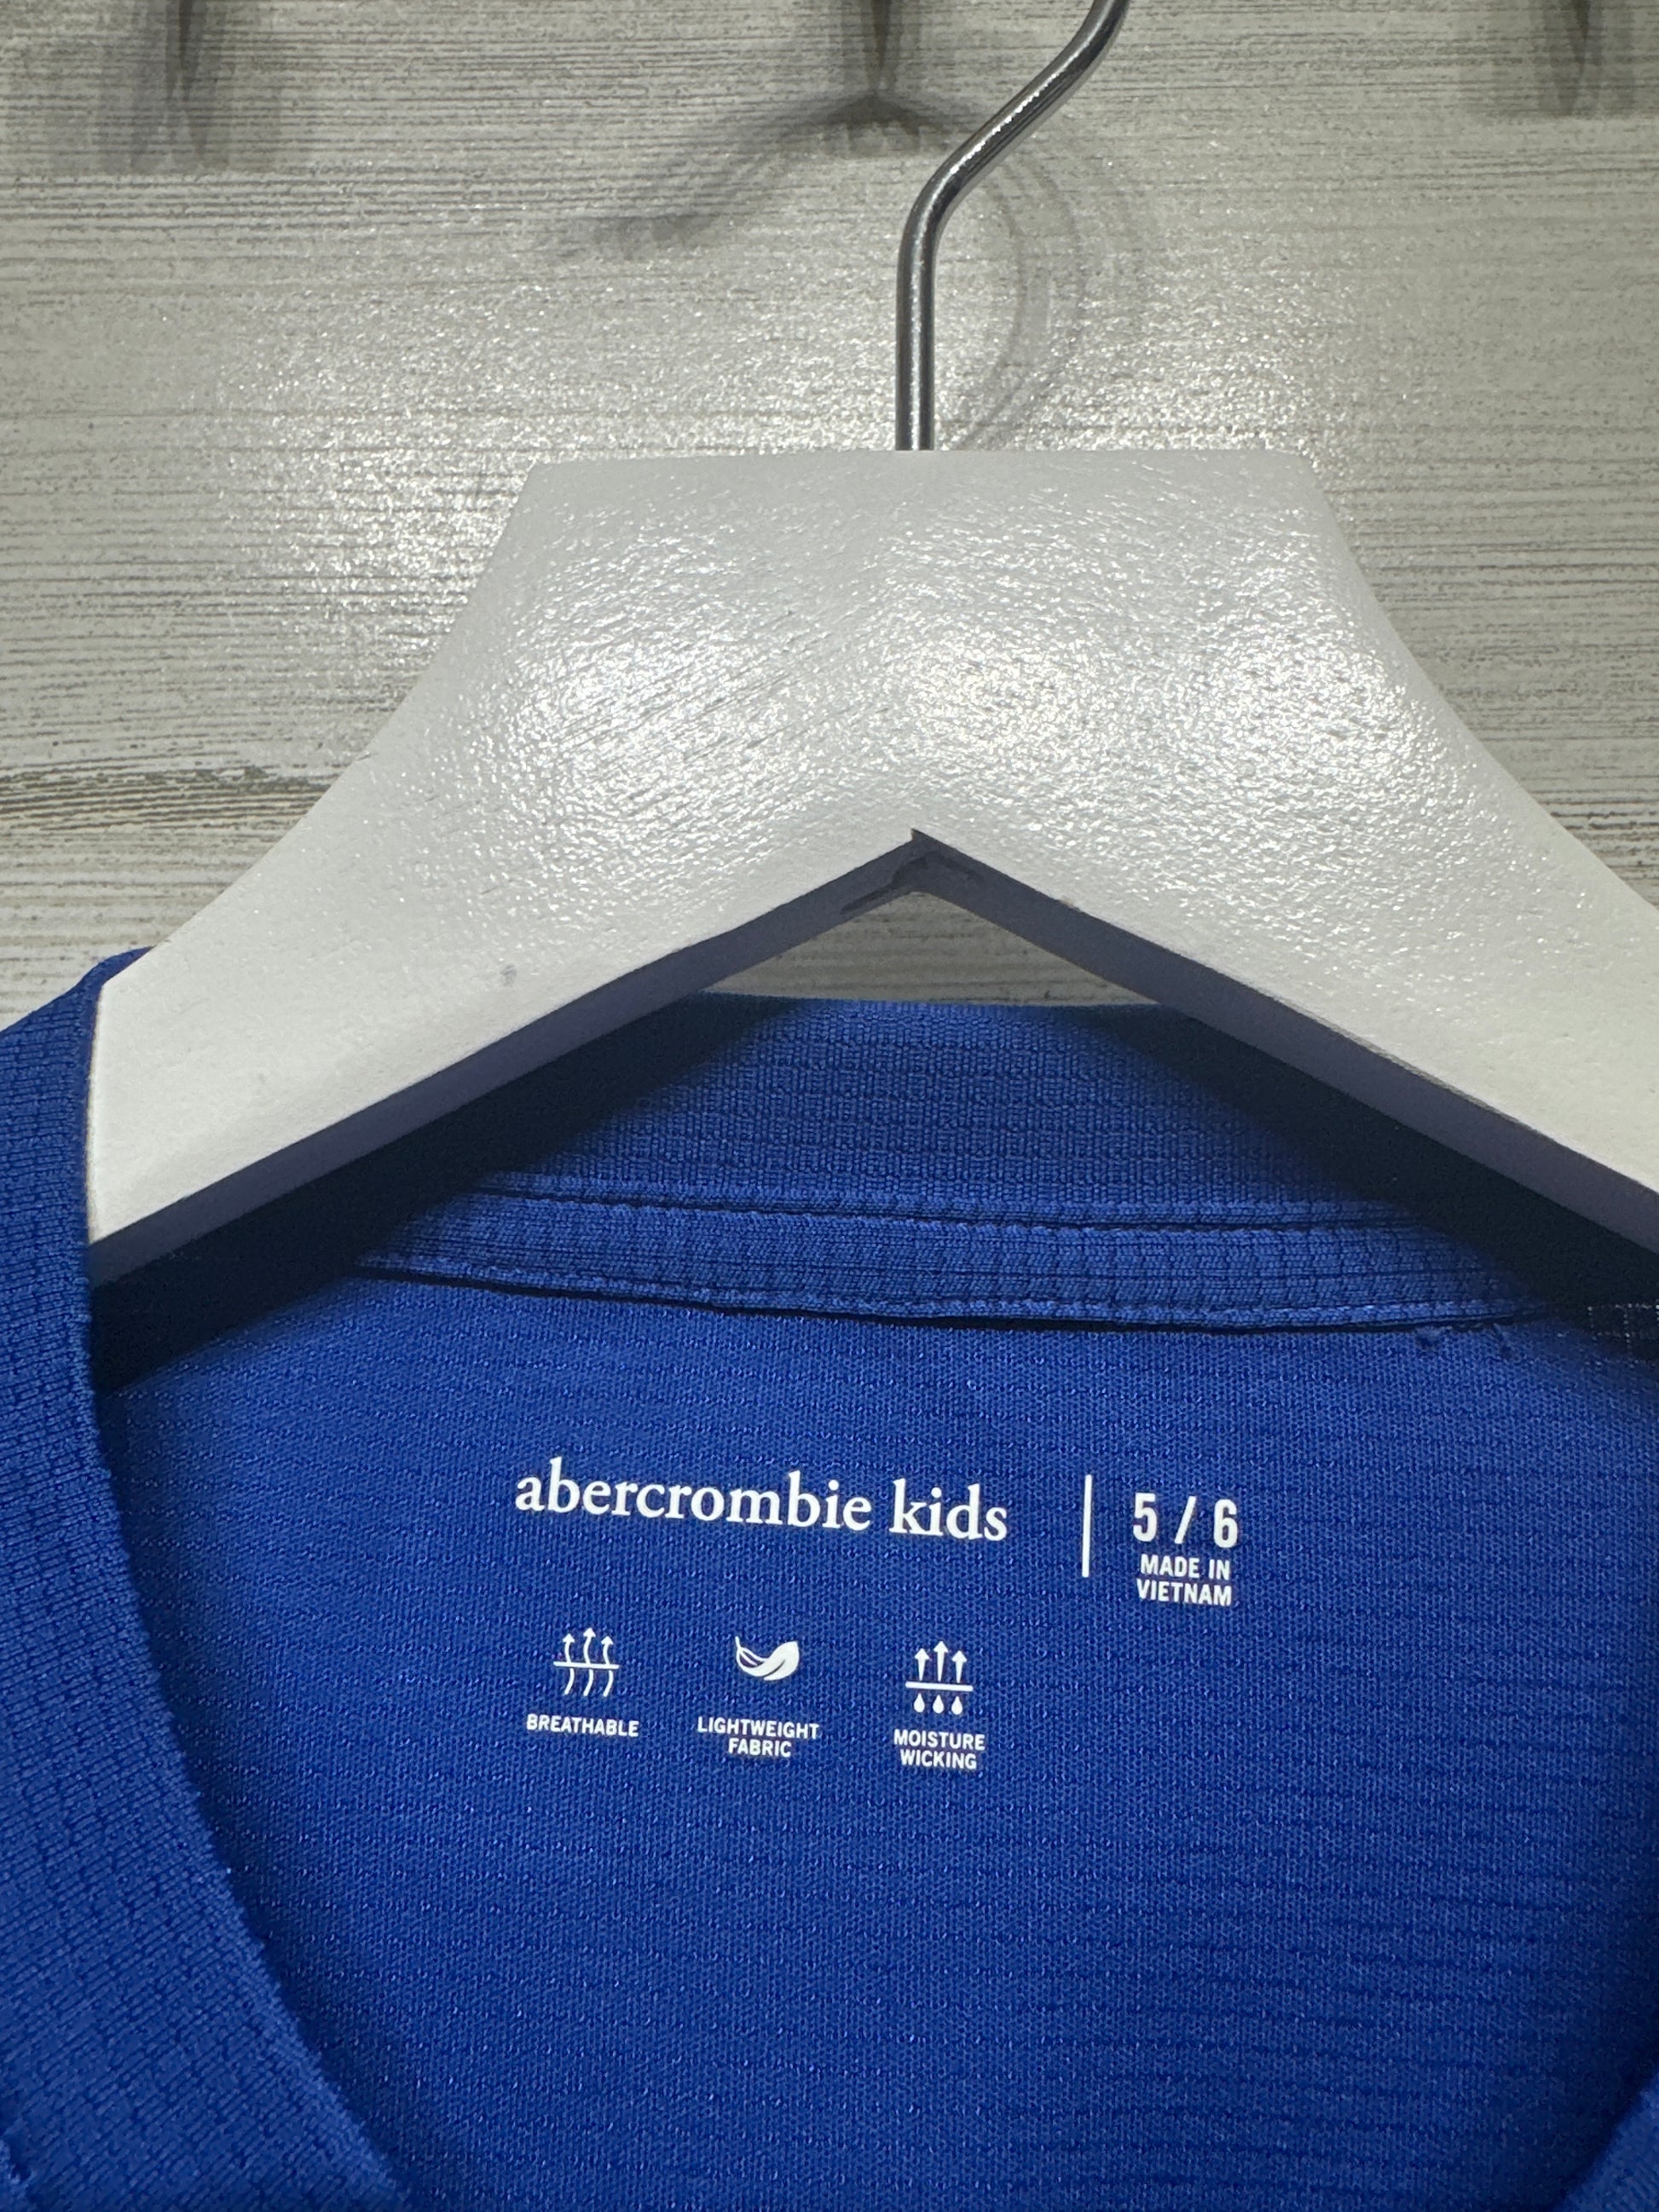 abercrombie kids
5 / 6
MADE IN
VIETNAM
BREATHABLE
LIGHTWEIGHT
FABRIC
MOISTURE
WICKING